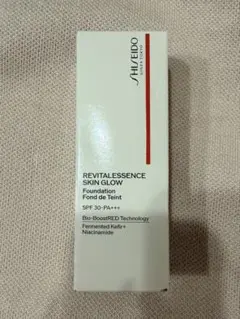 SHISEIDO
GINZA TOKYO
REVITALESSENCE
SKIN GLOW
Foundation
Fond de Teint
SPF 30·PA+++
Bio-BoostRED Technology
Fermented Kefir+
Niacinamide